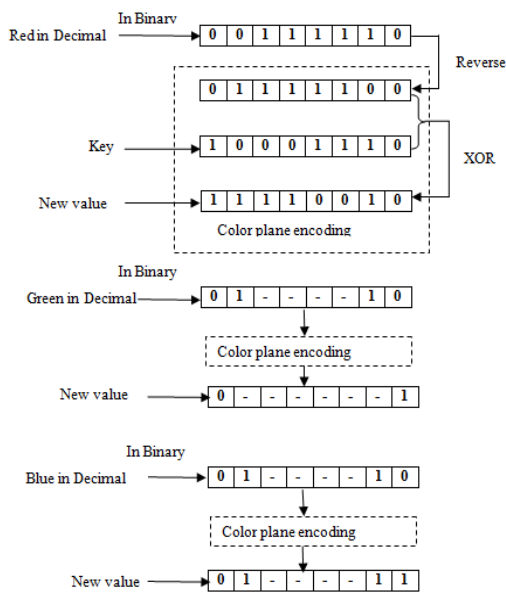 In Binary
Red in Decimal
0 0 1 1 1 1 1 0
Reverse
0 1 1 1 1 1 0 0
Key
1 0 0 0 1 1 1 0
XOR
New value
1 1 1 1 0 0 1 0
Color plane encoding
In Binary
Green in Decimal
0 1 - - - - 1 0
Color plane encoding
New value
0 - - - - - - 1
In Binary
Blue in Decimal
0 1 - - - - 1 0
Color plane encoding
New value
0 1 - - - - 1 1